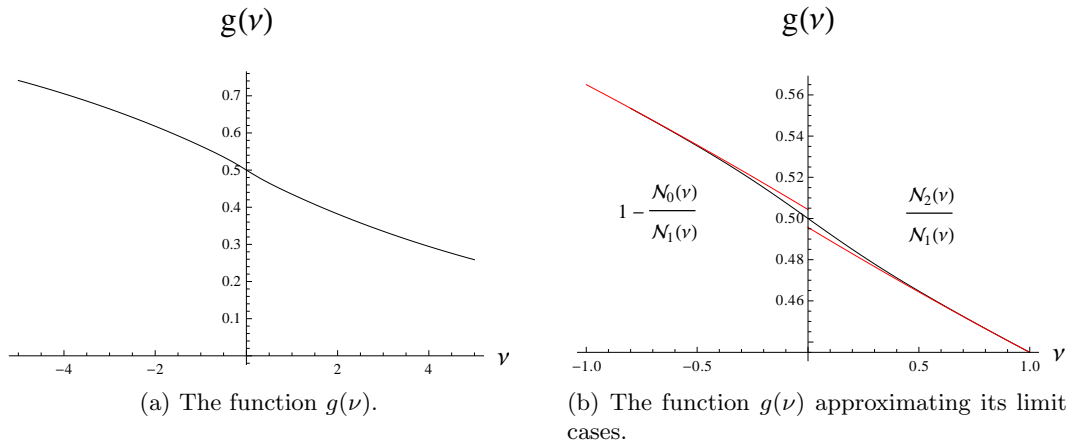 g(ν)
0.7
0.6
0.5
0.4
0.3
0.2
0.1
−4
−2
2
4
ν
(a) The function g(ν).
g(ν)
0.56
0.54
0.52
0.50
0.48
0.46
1 − N₀(ν)/N₁(ν)
N₂(ν)/N₁(ν)
−1.0
−0.5
0.5
1.0
ν
(b) The function g(ν) approximating its limit
cases.